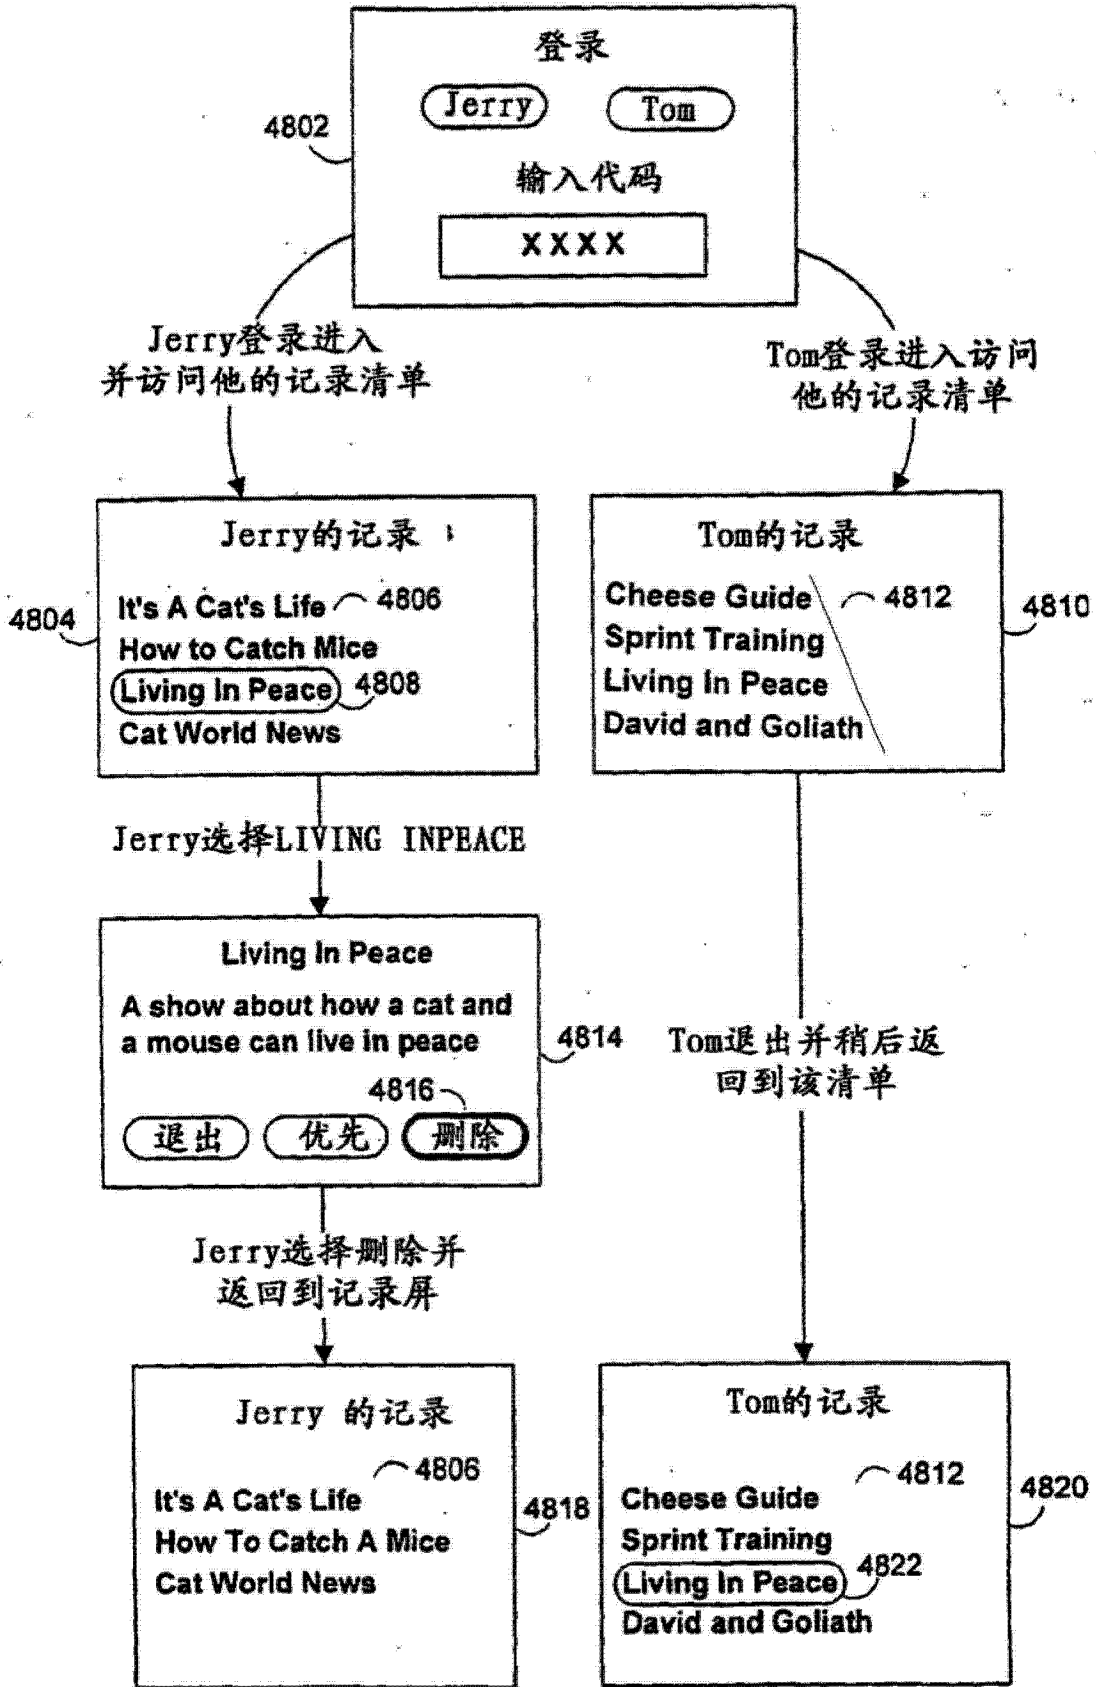 登录
Jerry Tom
4802
输入代码
XXXX
Jerry登录进入
并访问他的记录清单
Tom登录进入访问
他的记录清单
Jerry的记录
It's A Cat's Life 4806
4804
How to Catch Mice
Living In Peace 4808
Cat World News
Tom的记录
Cheese Guide 4812
4810
Sprint Training
Living In Peace
David and Goliath
Jerry选择LIVING INPEACE
Living In Peace
A show about how a cat and
a mouse can live in peace
4814
4816
退出 优先 删除
Tom退出并稍后返
回到该清单
Jerry选择删除并
返回到记录屏
Jerry 的记录
4806
It's A Cat's Life
4818
How To Catch A Mice
Cat World News
Tom的记录
4812
4820
Cheese Guide
Sprint Training
Living In Peace 4822
David and Goliath